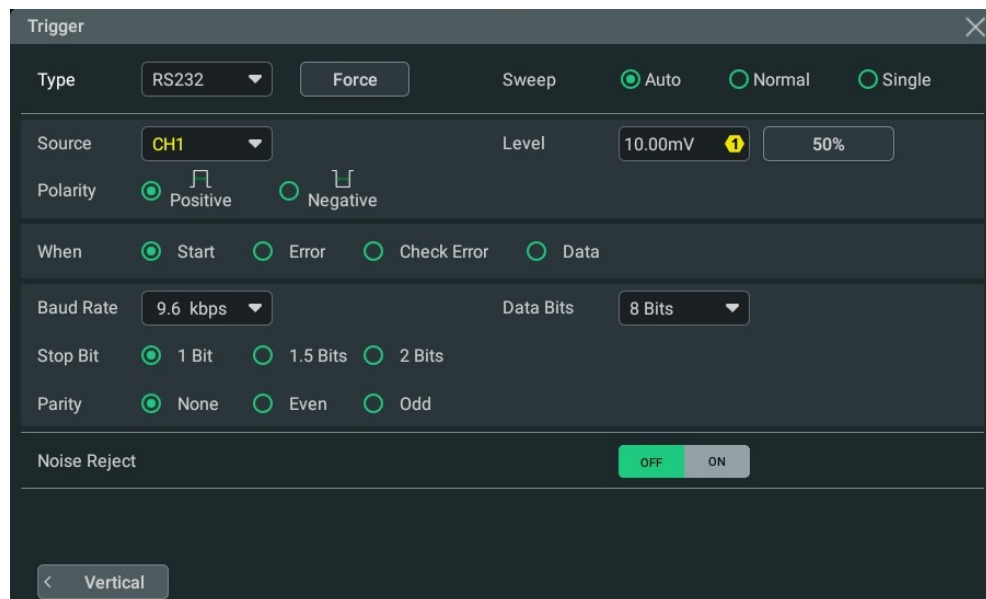 Trigger
Type RS232 Force Sweep Auto Normal Single
Source CH1 Level 10.00mV 1 50%
Polarity Positive Negative
When Start Error Check Error Data
Baud Rate 9.6 kbps Data Bits 8 Bits
Stop Bit 1 Bit 1.5 Bits 2 Bits
Parity None Even Odd
Noise Reject OFF ON
Vertical